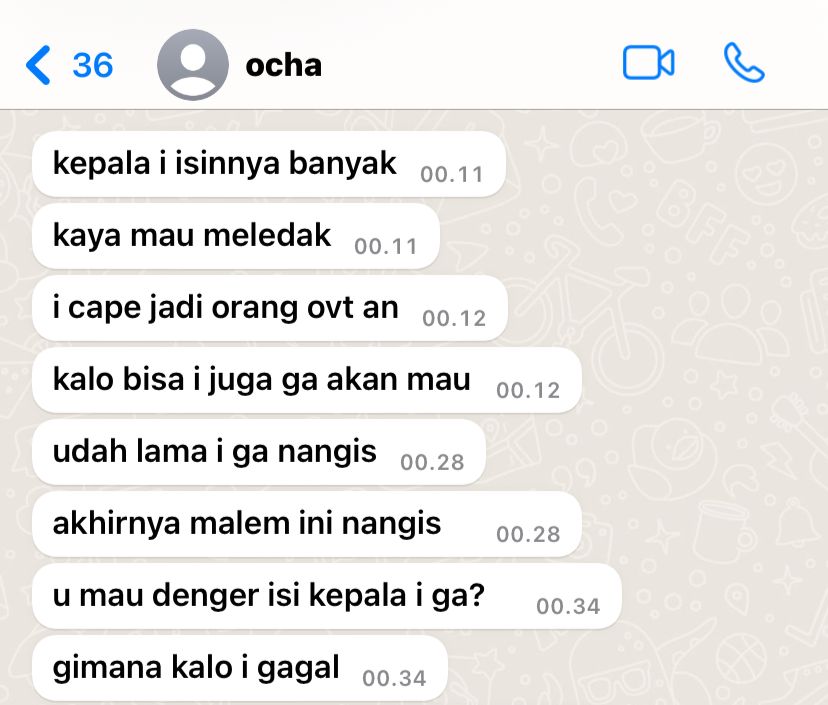 36 ocha
kepala i isinnya banyak 00.11
kaya mau meledak 00.11
i cape jadi orang ovt an 00.12
kalo bisa i juga ga akan mau 00.12
udah lama i ga nangis 00.28
akhirnya malem ini nangis 00.28
u mau denger isi kepala i ga? 00.34
gimana kalo i gagal 00.34